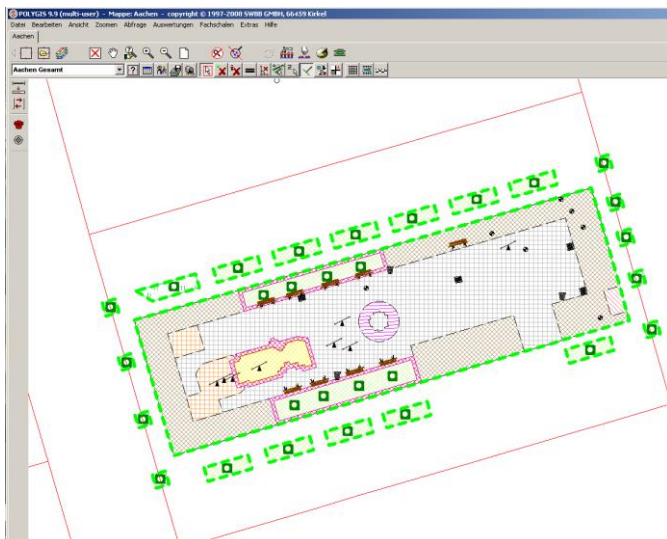 POLYGIS 9.9 (multi-user) - Mappe: Aachen - copyright © 1997-2008 SWBB GMBH, 66459 Kirkel
Datei Bearbeiten Ansicht Zoomen Abfrage Auswertungen Fachschalen Extras Hilfe
Aachen
Aachen Gesamt